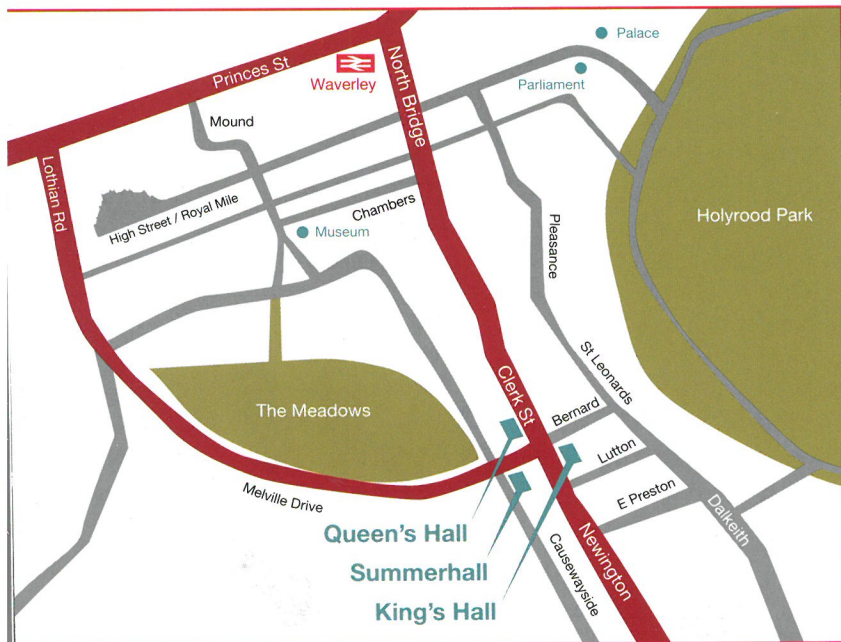 Palace
Princes St
Waverley
North Bridge
Parliament
Mound
Lothian Rd
High Street / Royal Mile
Chambers
Museum
Pleasance
Holyrood Park
St Leonards
Clerk St
The Meadows
Bernard
Lutton
Melville Drive
E Preston
Dalkeith
Queen's Hall
Newington
Causewayside
Summerhall
King's Hall